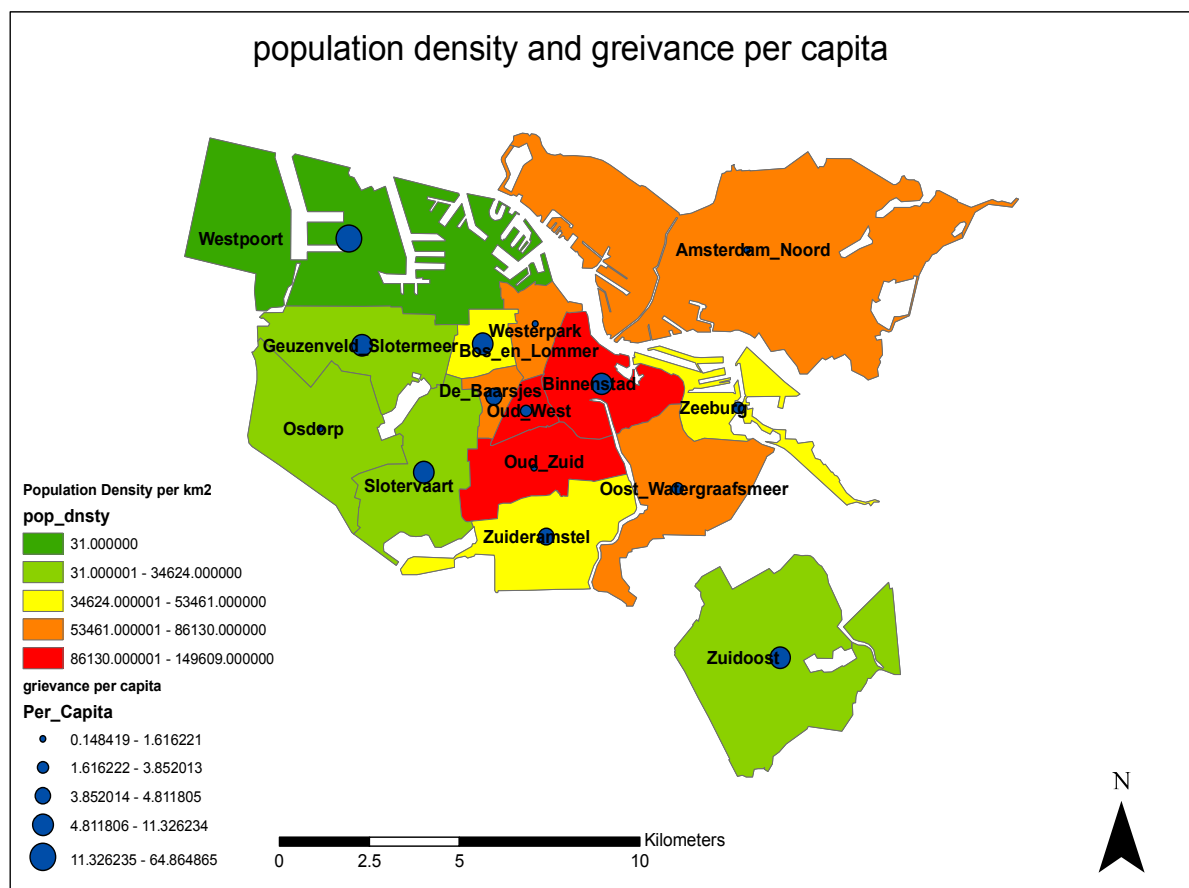 population density and greivance per capita
Westpoort
Amsterdam_Noord
Westerpark
Geuzenveld_Slotermeer
Bos_en_Lommer
De_Baarsjes
Binnenstad
Oud_West
Zeeburg
Osdorp
Oud_Zuid
Slotervaart
Oost_Watergraafsmeer
Zuideramstel
Zuidoost
Population Density per km2
pop_dnsty
31.000000
31.000001 - 34624.000000
34624.000001 - 53461.000000
53461.000001 - 86130.000000
86130.000001 - 149609.000000
grievance per capita
Per_Capita
0.148419 - 1.616221
1.616222 - 3.852013
3.852014 - 4.811805
4.811806 - 11.326234
11.326235 - 64.864865
Kilometers
0 2.5 5 10
N